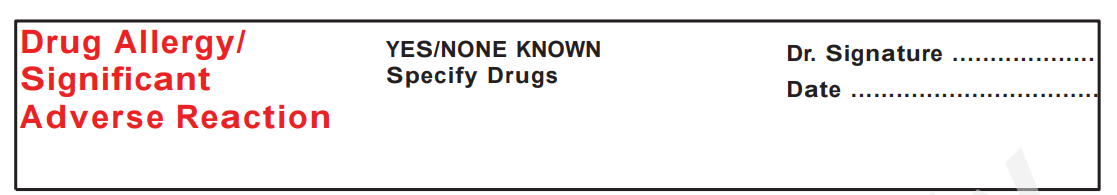 Drug Allergy/
Significant
Adverse Reaction
YES/NONE KNOWN
Specify Drugs
Dr. Signature ...................
Date .................................